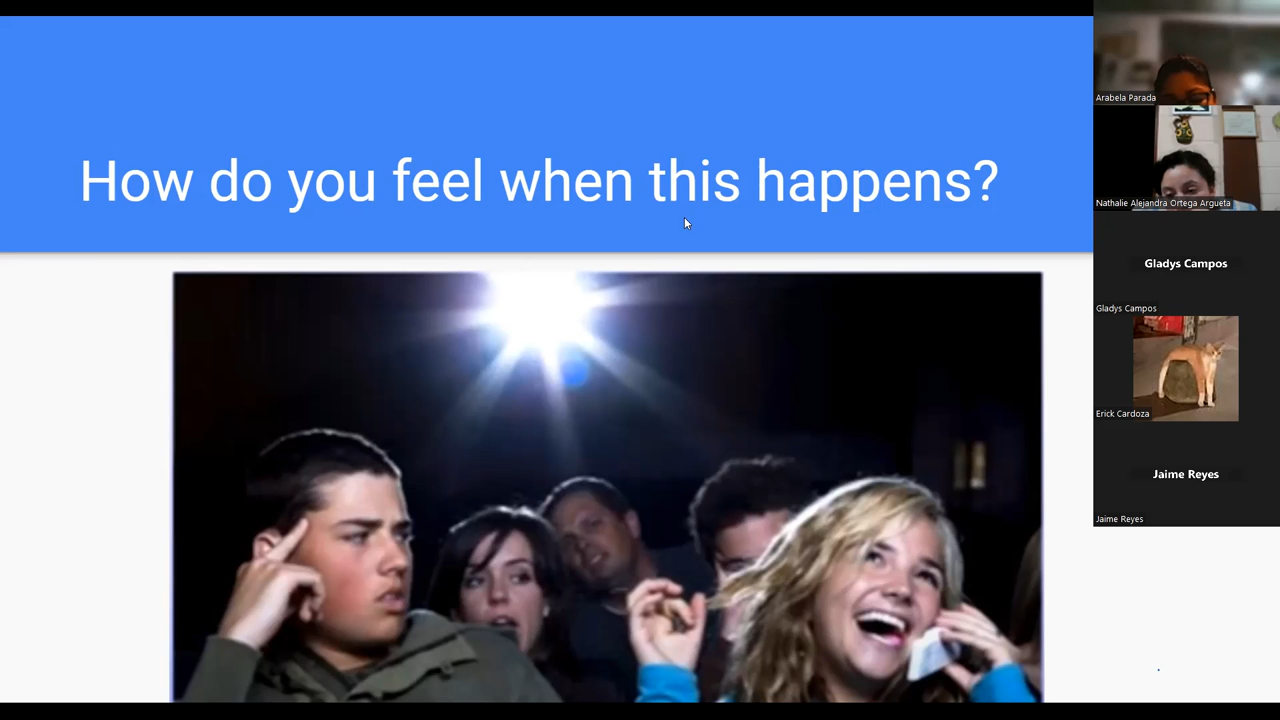 How do you feel when this happens?
Arabela Parada
Nathalie Alejandra Ortega Argueta
Gladys Campos
Gladys Campos
Erick Cardoza
Jaime Reyes
Jaime Reyes